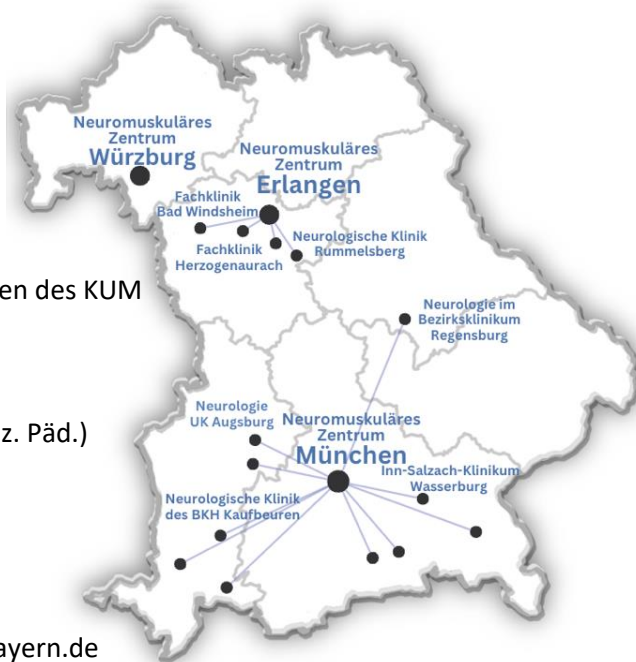 Neuromuskuläres
Zentrum
Würzburg
Neuromuskuläres
Zentrum
Erlangen
Fachklinik
Bad Windsheim
Fachklinik
Herzogenaurach
Neurologische Klinik
Rummelsberg
en des KUM
Neurologie im
Bezirksklinikum
Regensburg
z. Päd.)
Neurologie
UK Augsburg
Neuromuskuläres
Zentrum
München
Inn-Salzach-Klinikum
Wasserburg
Neurologische Klinik
des BKH Kaufbeuren
ayern.de